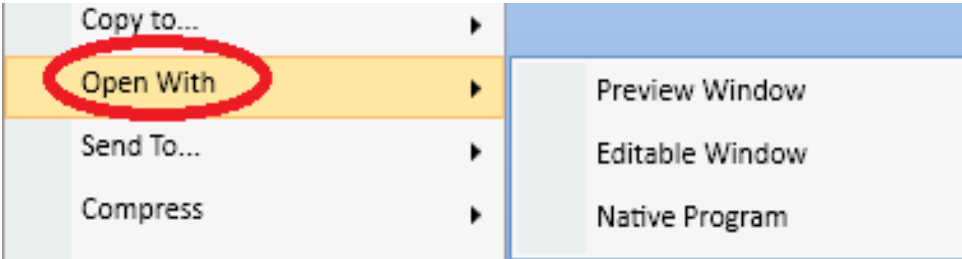 Copy to...
Open With
Send To...
Compress
Preview Window
Editable Window
Native Program